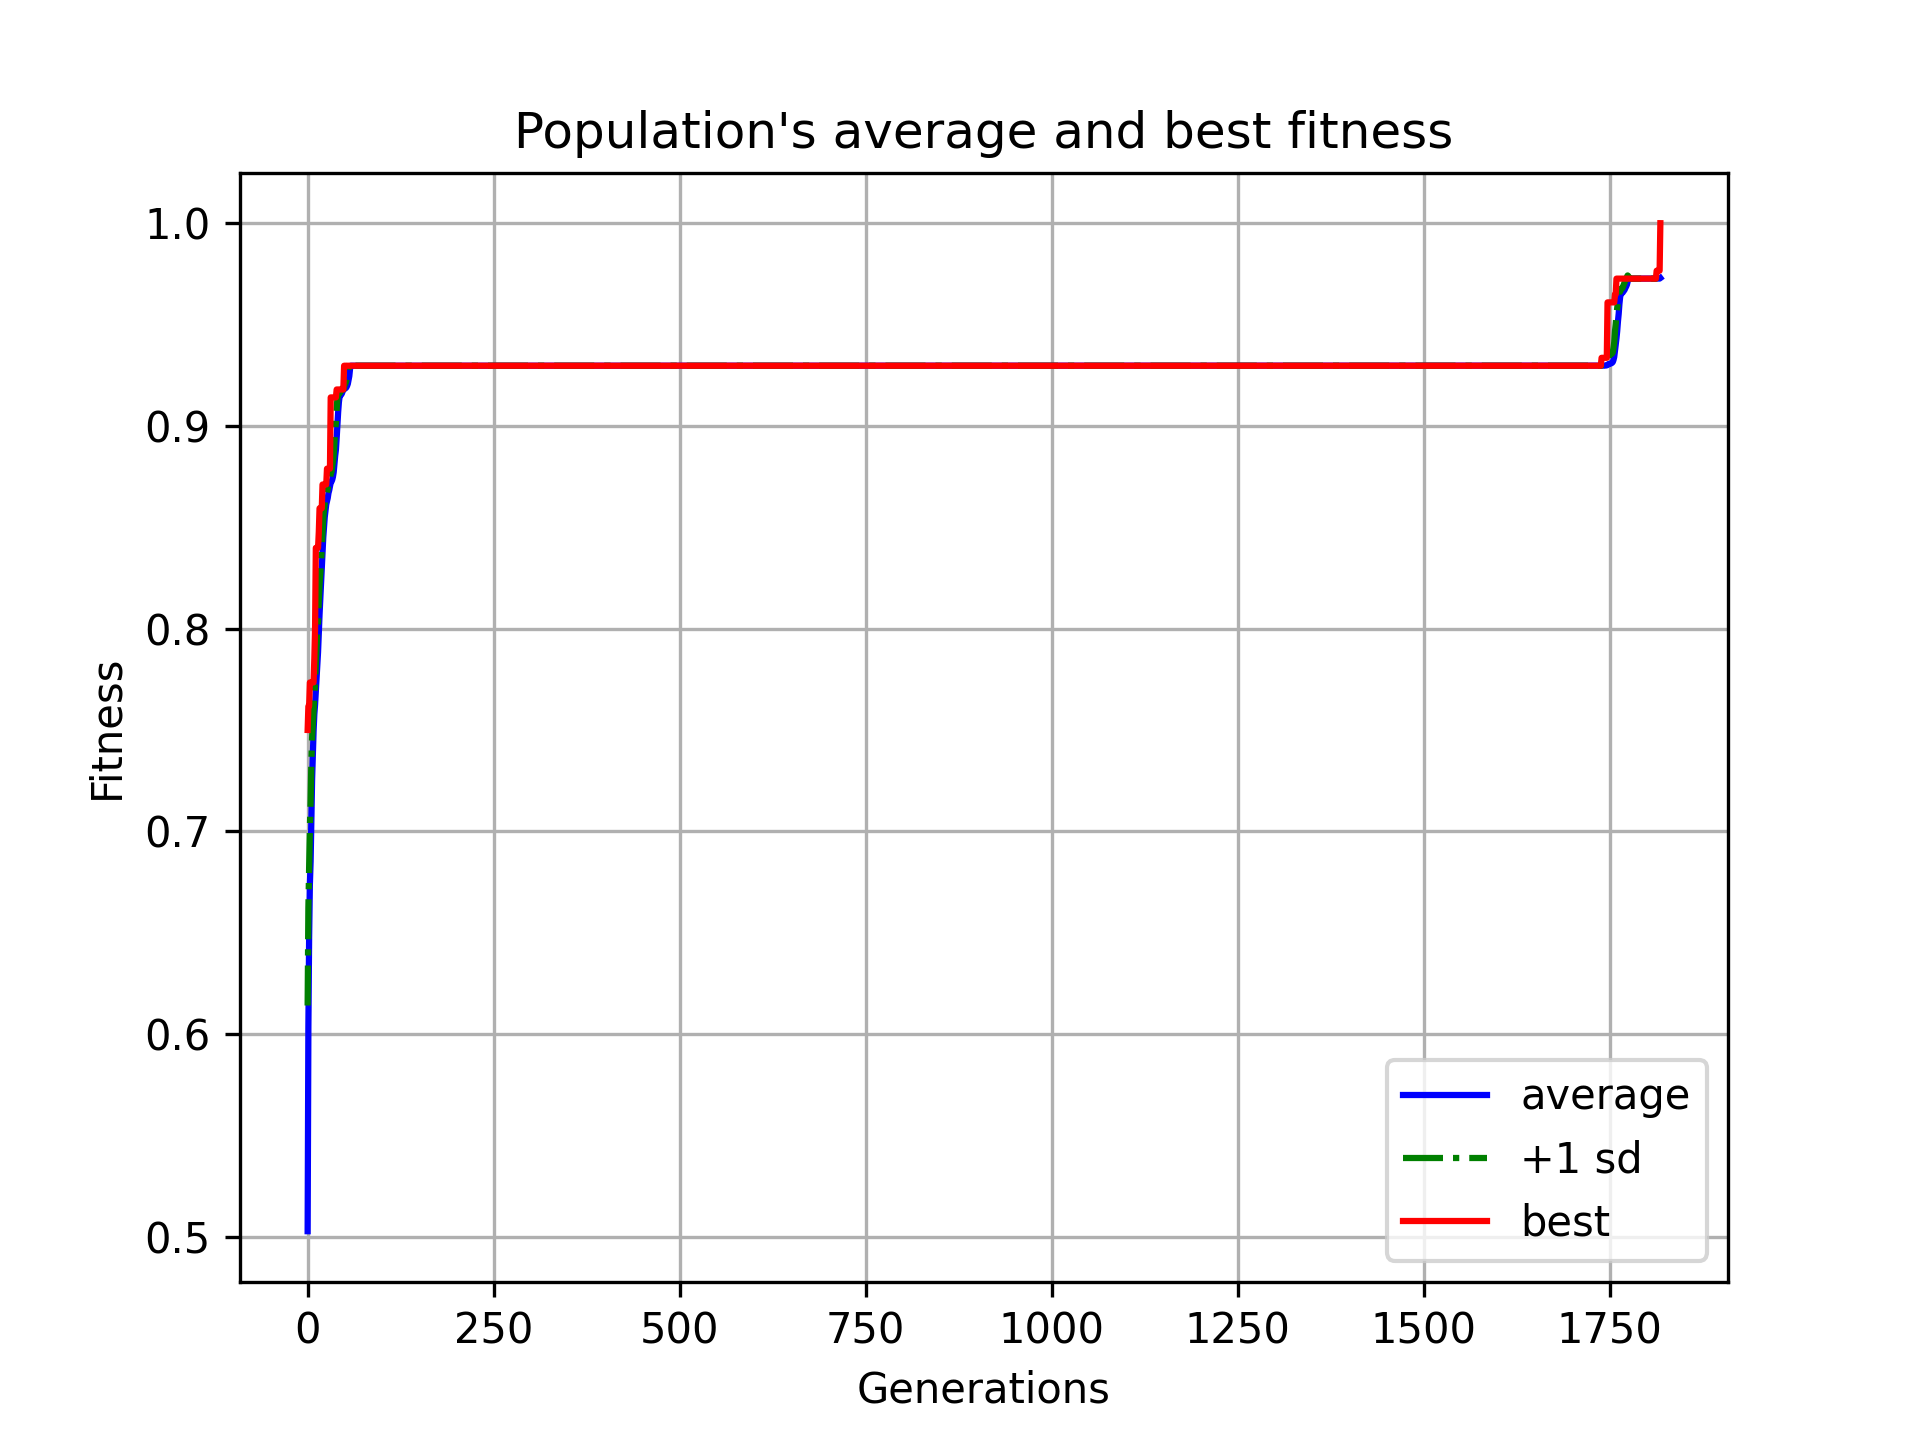 Population's average and best fitness
1.0
0.9
0.8
0.7
0.6
0.5
Fitness
average
+1 sd
best
0 250 500 750 1000 1250 1500 1750
Generations